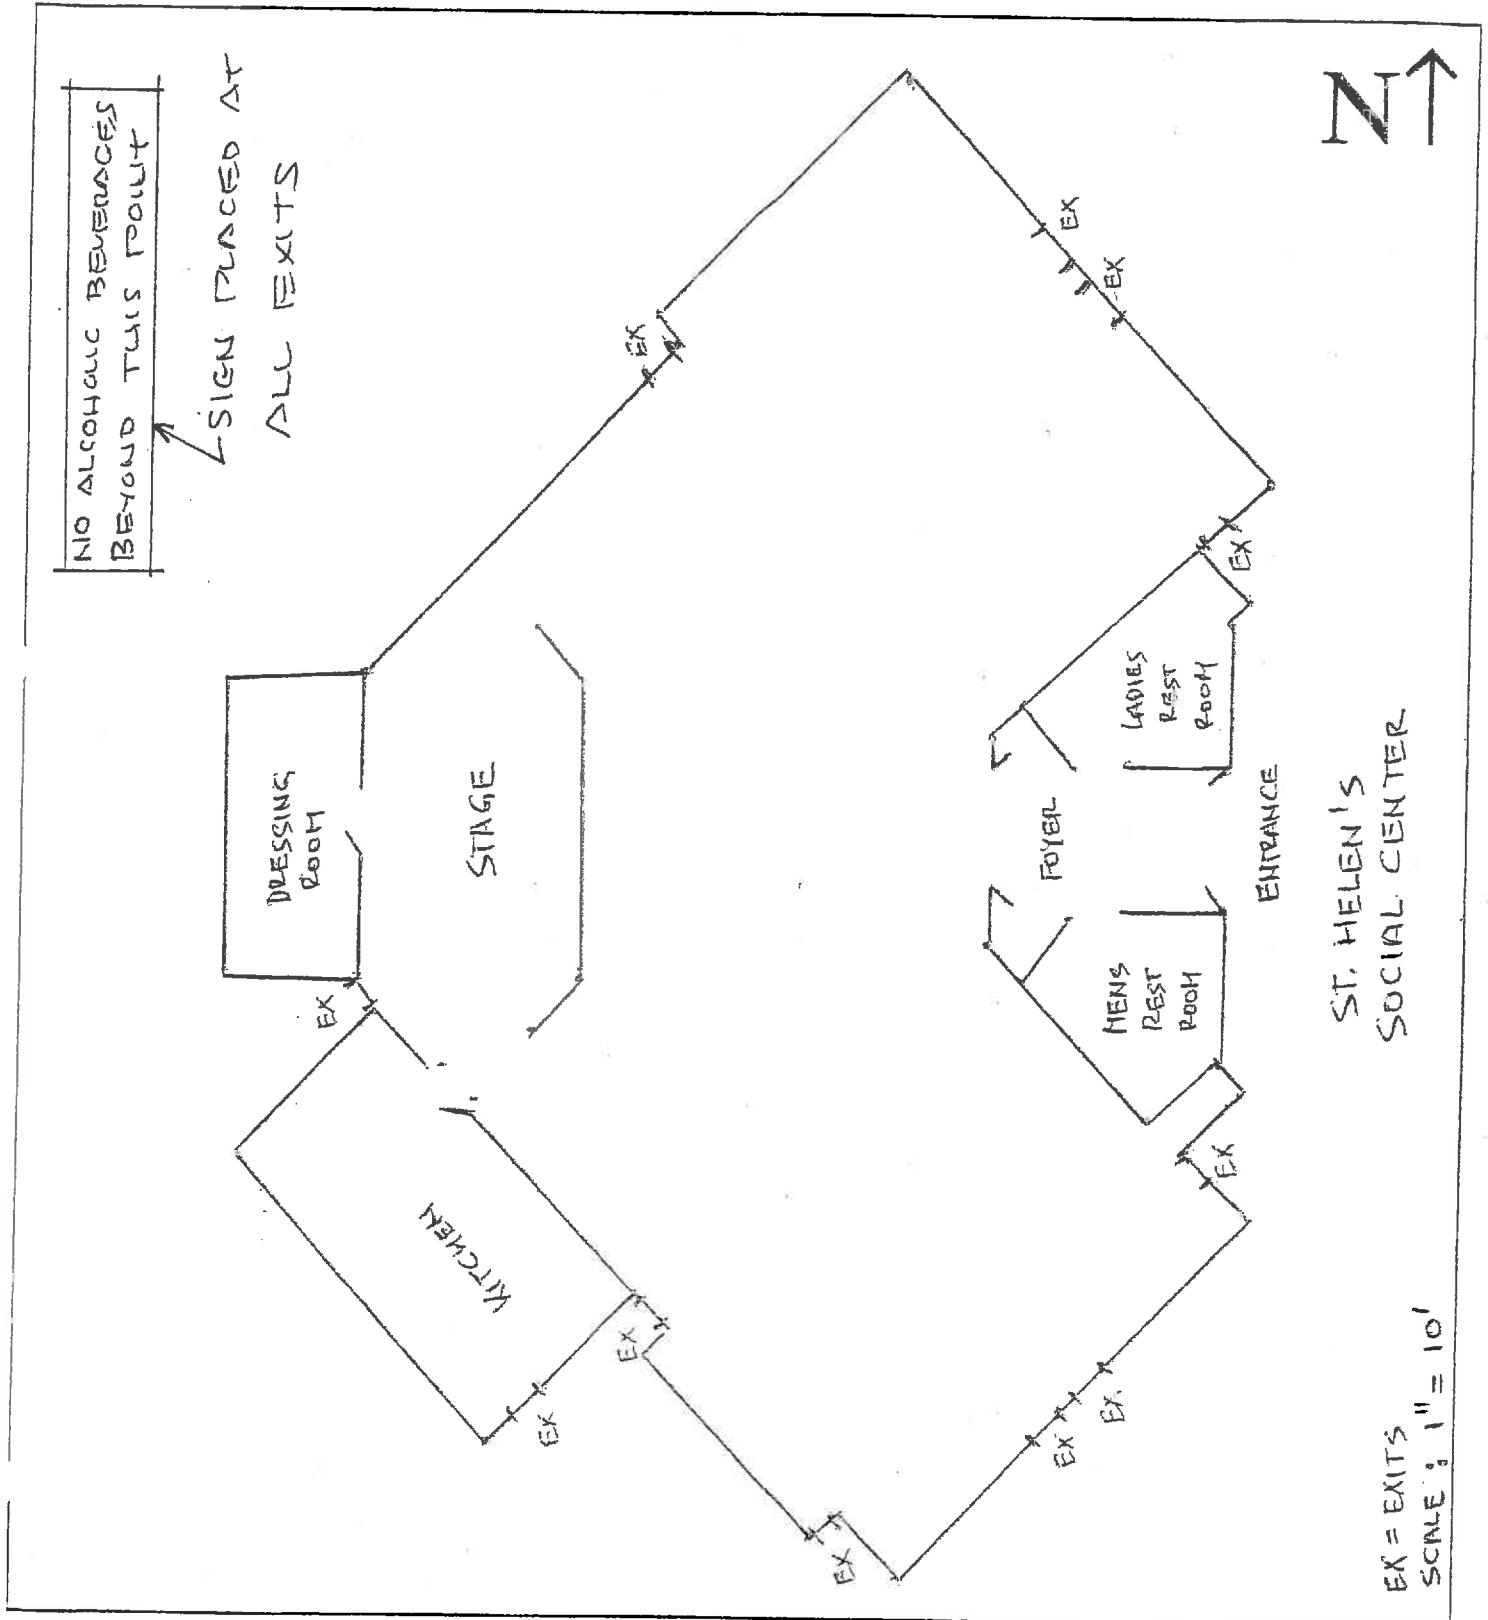 NO ALCOHOLIC BEVERAGES
BEYOND THIS POINT
SIGN PLACED AT
ALL EXITS
DRESSING
ROOM
EX
KITCHEN
STAGE
EX
EX
EX
EX
FOYER
EX
EX
EX
EX
MENS
REST
ROOM
LADIES
REST
ROOM
EX
EX
ENTRANCE
ST. HELEN'S
SOCIAL CENTER
EX = EXITS
SCALE: 1" = 10'
N